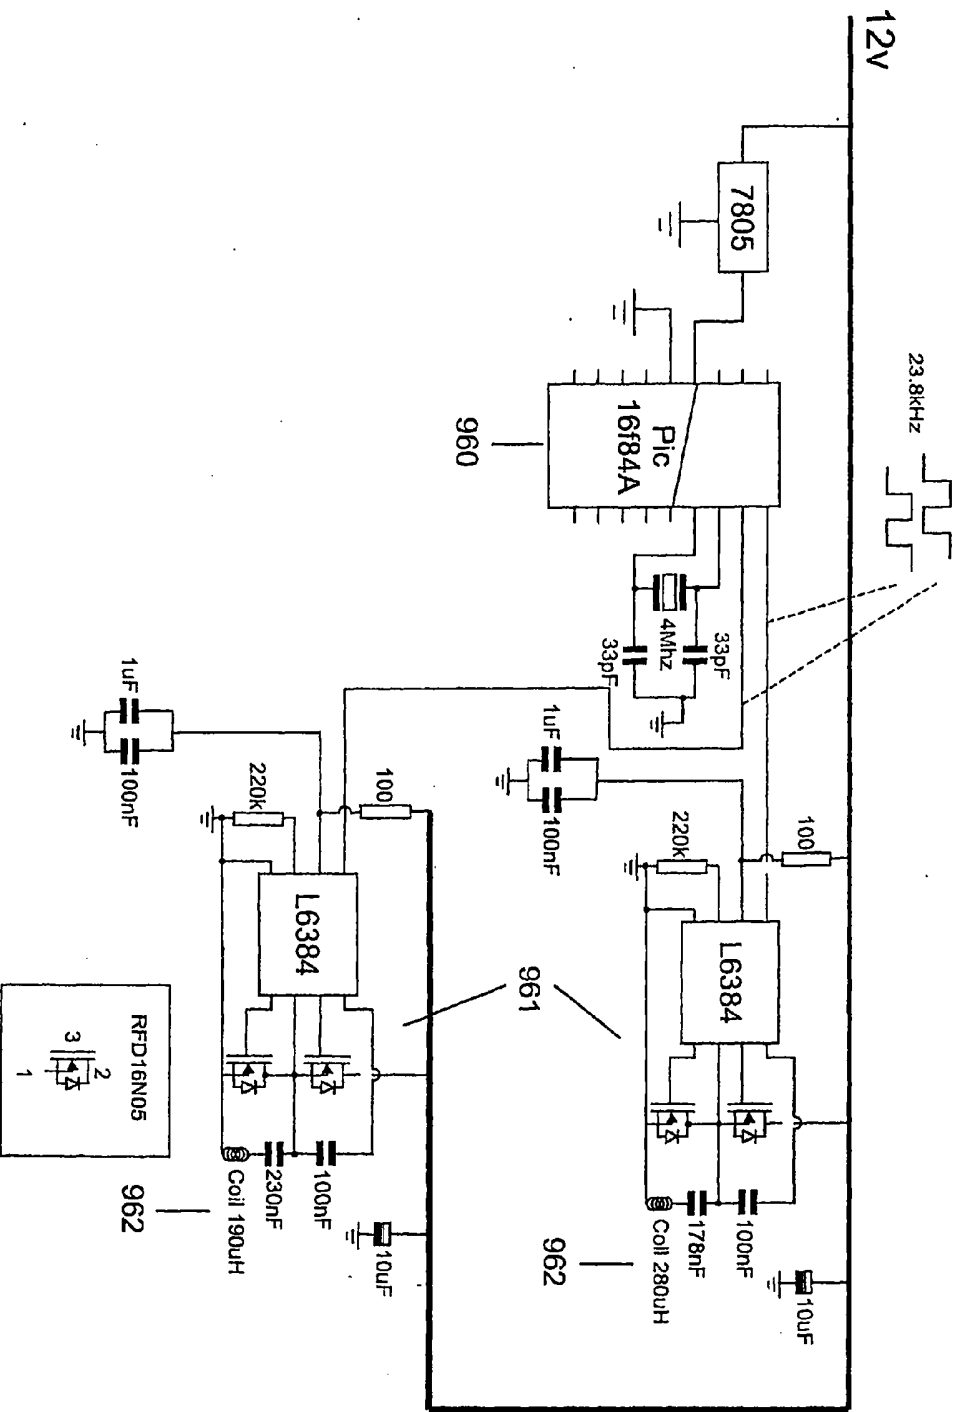 12v
7805
23.8kHz
Pic
16f84A
960
4Mhz
33pF
33pF
1uF
100nF
100
220k
L6384
961
100nF
178nF
Coil 280uH
962
10uF
1uF
100nF
100
220k
L6384
100nF
230nF
Coil 190uH
962
10uF
RFD16N05
3
2
1